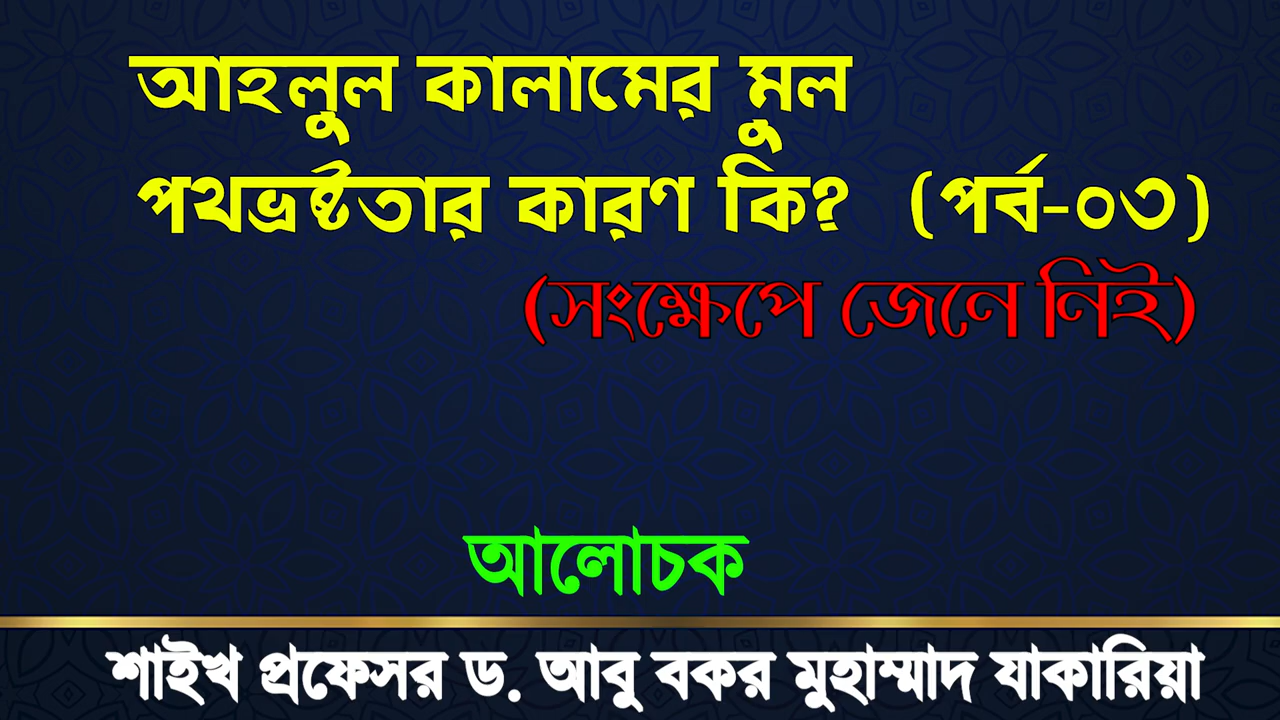 আহলুল কালামের মুল
পথভ্রষ্টতার কারণ কি? (পর্ব-০৩)
(সংক্ষেপে জেনে নিই)
আলোচক
শাইখ প্রফেসর ড. আবু বকর মুহাম্মাদ যাকারিয়া